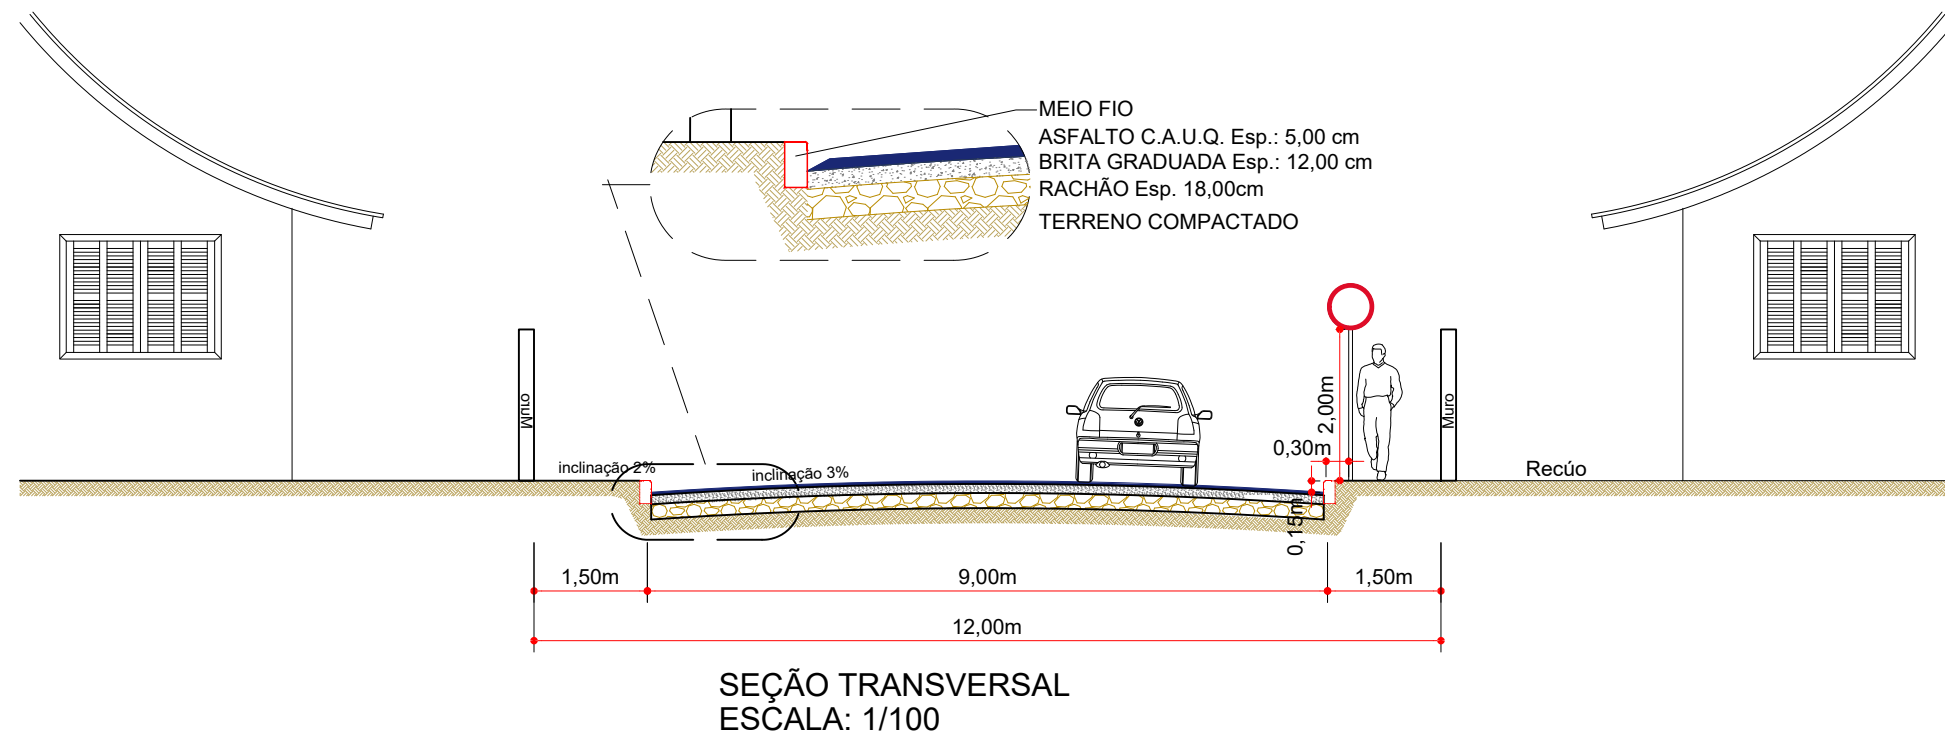 MEIO FIO
ASFALTO C.A.U.Q. Esp.: 5,00 cm
BRITA GRADUADA Esp.: 12,00 cm
RACHÃO Esp. 18,00cm
TERRENO COMPACTADO
Muro
2,00m
Muro
0,30m
inclinação 2%
inclinação 3%
Recúo
0,15m
1,50m
9,00m
1,50m
12,00m
SEÇÃO TRANSVERSAL
ESCALA: 1/100